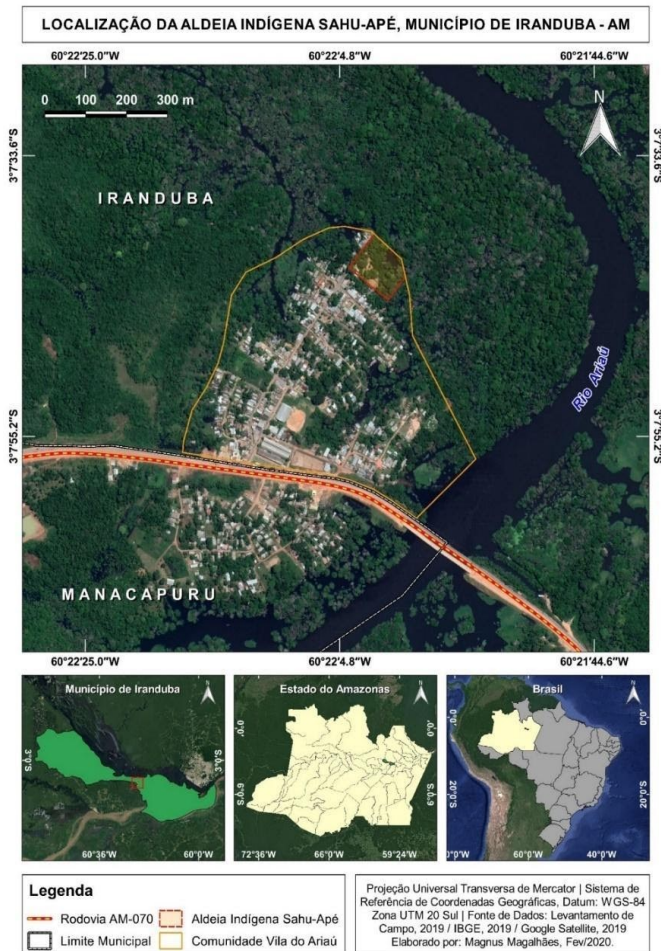 LOCALIZAÇÃO DA ALDEIA INDÍGENA SAHU-APÉ, MUNICÍPIO DE IRANDUBA - AM
60°22'25.0"W 60°22'4.8"W 60°21'44.6"W
0 100 200 300 m
N
3°7'33.6"S 3°7'33.6"S
IRANDUBA
Rio Ariaú
3°7'55.2"S 3°7'55.2"S
MANACAPURU
60°22'25.0"W 60°22'4.8"W 60°21'44.6"W
Município de Iranduba
Estado do Amazonas
Brasil
3°0'S 3°0'S
0°0' 0°0'
6°0'S 6°0'S
0°0' 0°0'
20°0'S 20°0'S
60°36'W 60°0'W
72°36'W 66°0'W 59°24'W
60°0'W 40°0'W
Legenda
Rodovia AM-070
Aldeia Indígena Sahu-Apé
Limite Municipal
Comunidade Vila do Ariaú
Projeção Universal Transversa de Mercator | Sistema de
Referência de Coordenadas Geográficas, Datum: WGS-84
Zona UTM 20 Sul | Fonte de Dados: Levantamento de
Campo, 2019 / IBGE, 2019 / Google Satellite, 2019
Elaborado por: Magnus Magalhães, Fev/2020.